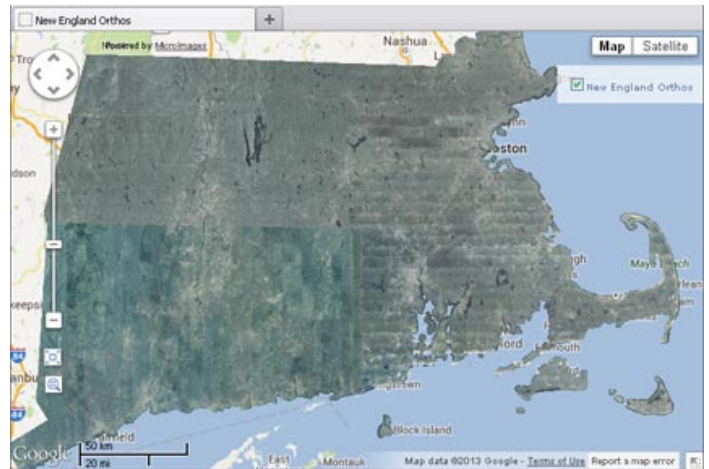 New England Orthos
+
Powered by MicroImages
Nashua
Map
Satellite
New England Orthos
Block Island
Google
50 km
20 mi
East
Montauk
Map data ©2013 Google - Terms of Use
Report a map error